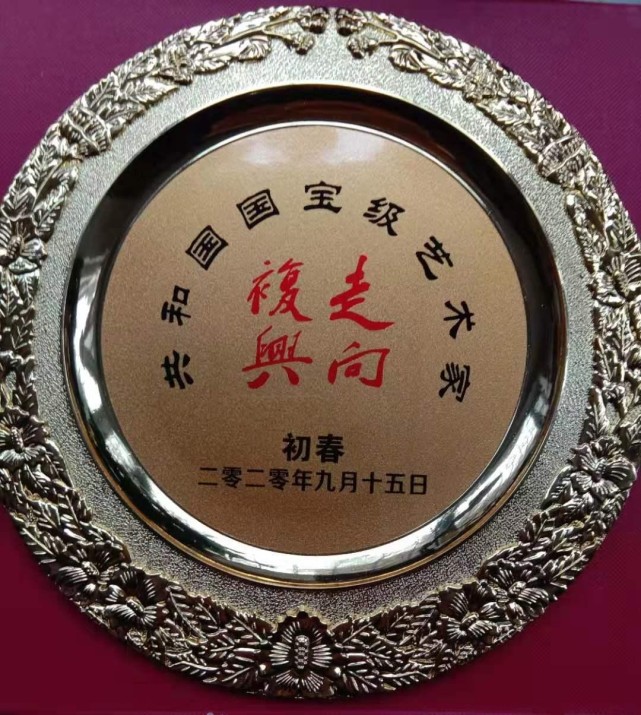 共和国国宝级艺术家
走向
複興
初春
二零二零年九月十五日